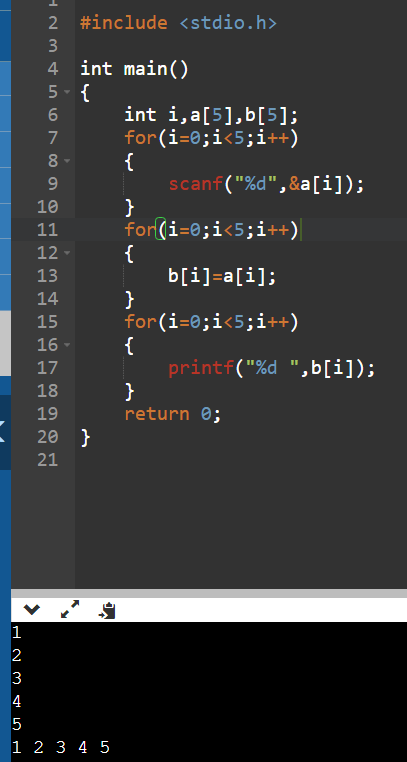 1
2 #include <stdio.h>
3
4 int main()
5 {
6     int i,a[5],b[5];
7     for(i=0;i<5;i++)
8     {
9         scanf("%d",&a[i]);
10     }
11     for(i=0;i<5;i++)
12     {
13         b[i]=a[i];
14     }
15     for(i=0;i<5;i++)
16     {
17         printf("%d ",b[i]);
18     }
19     return 0;
20 }
21
1
2
3
4
5
1 2 3 4 5